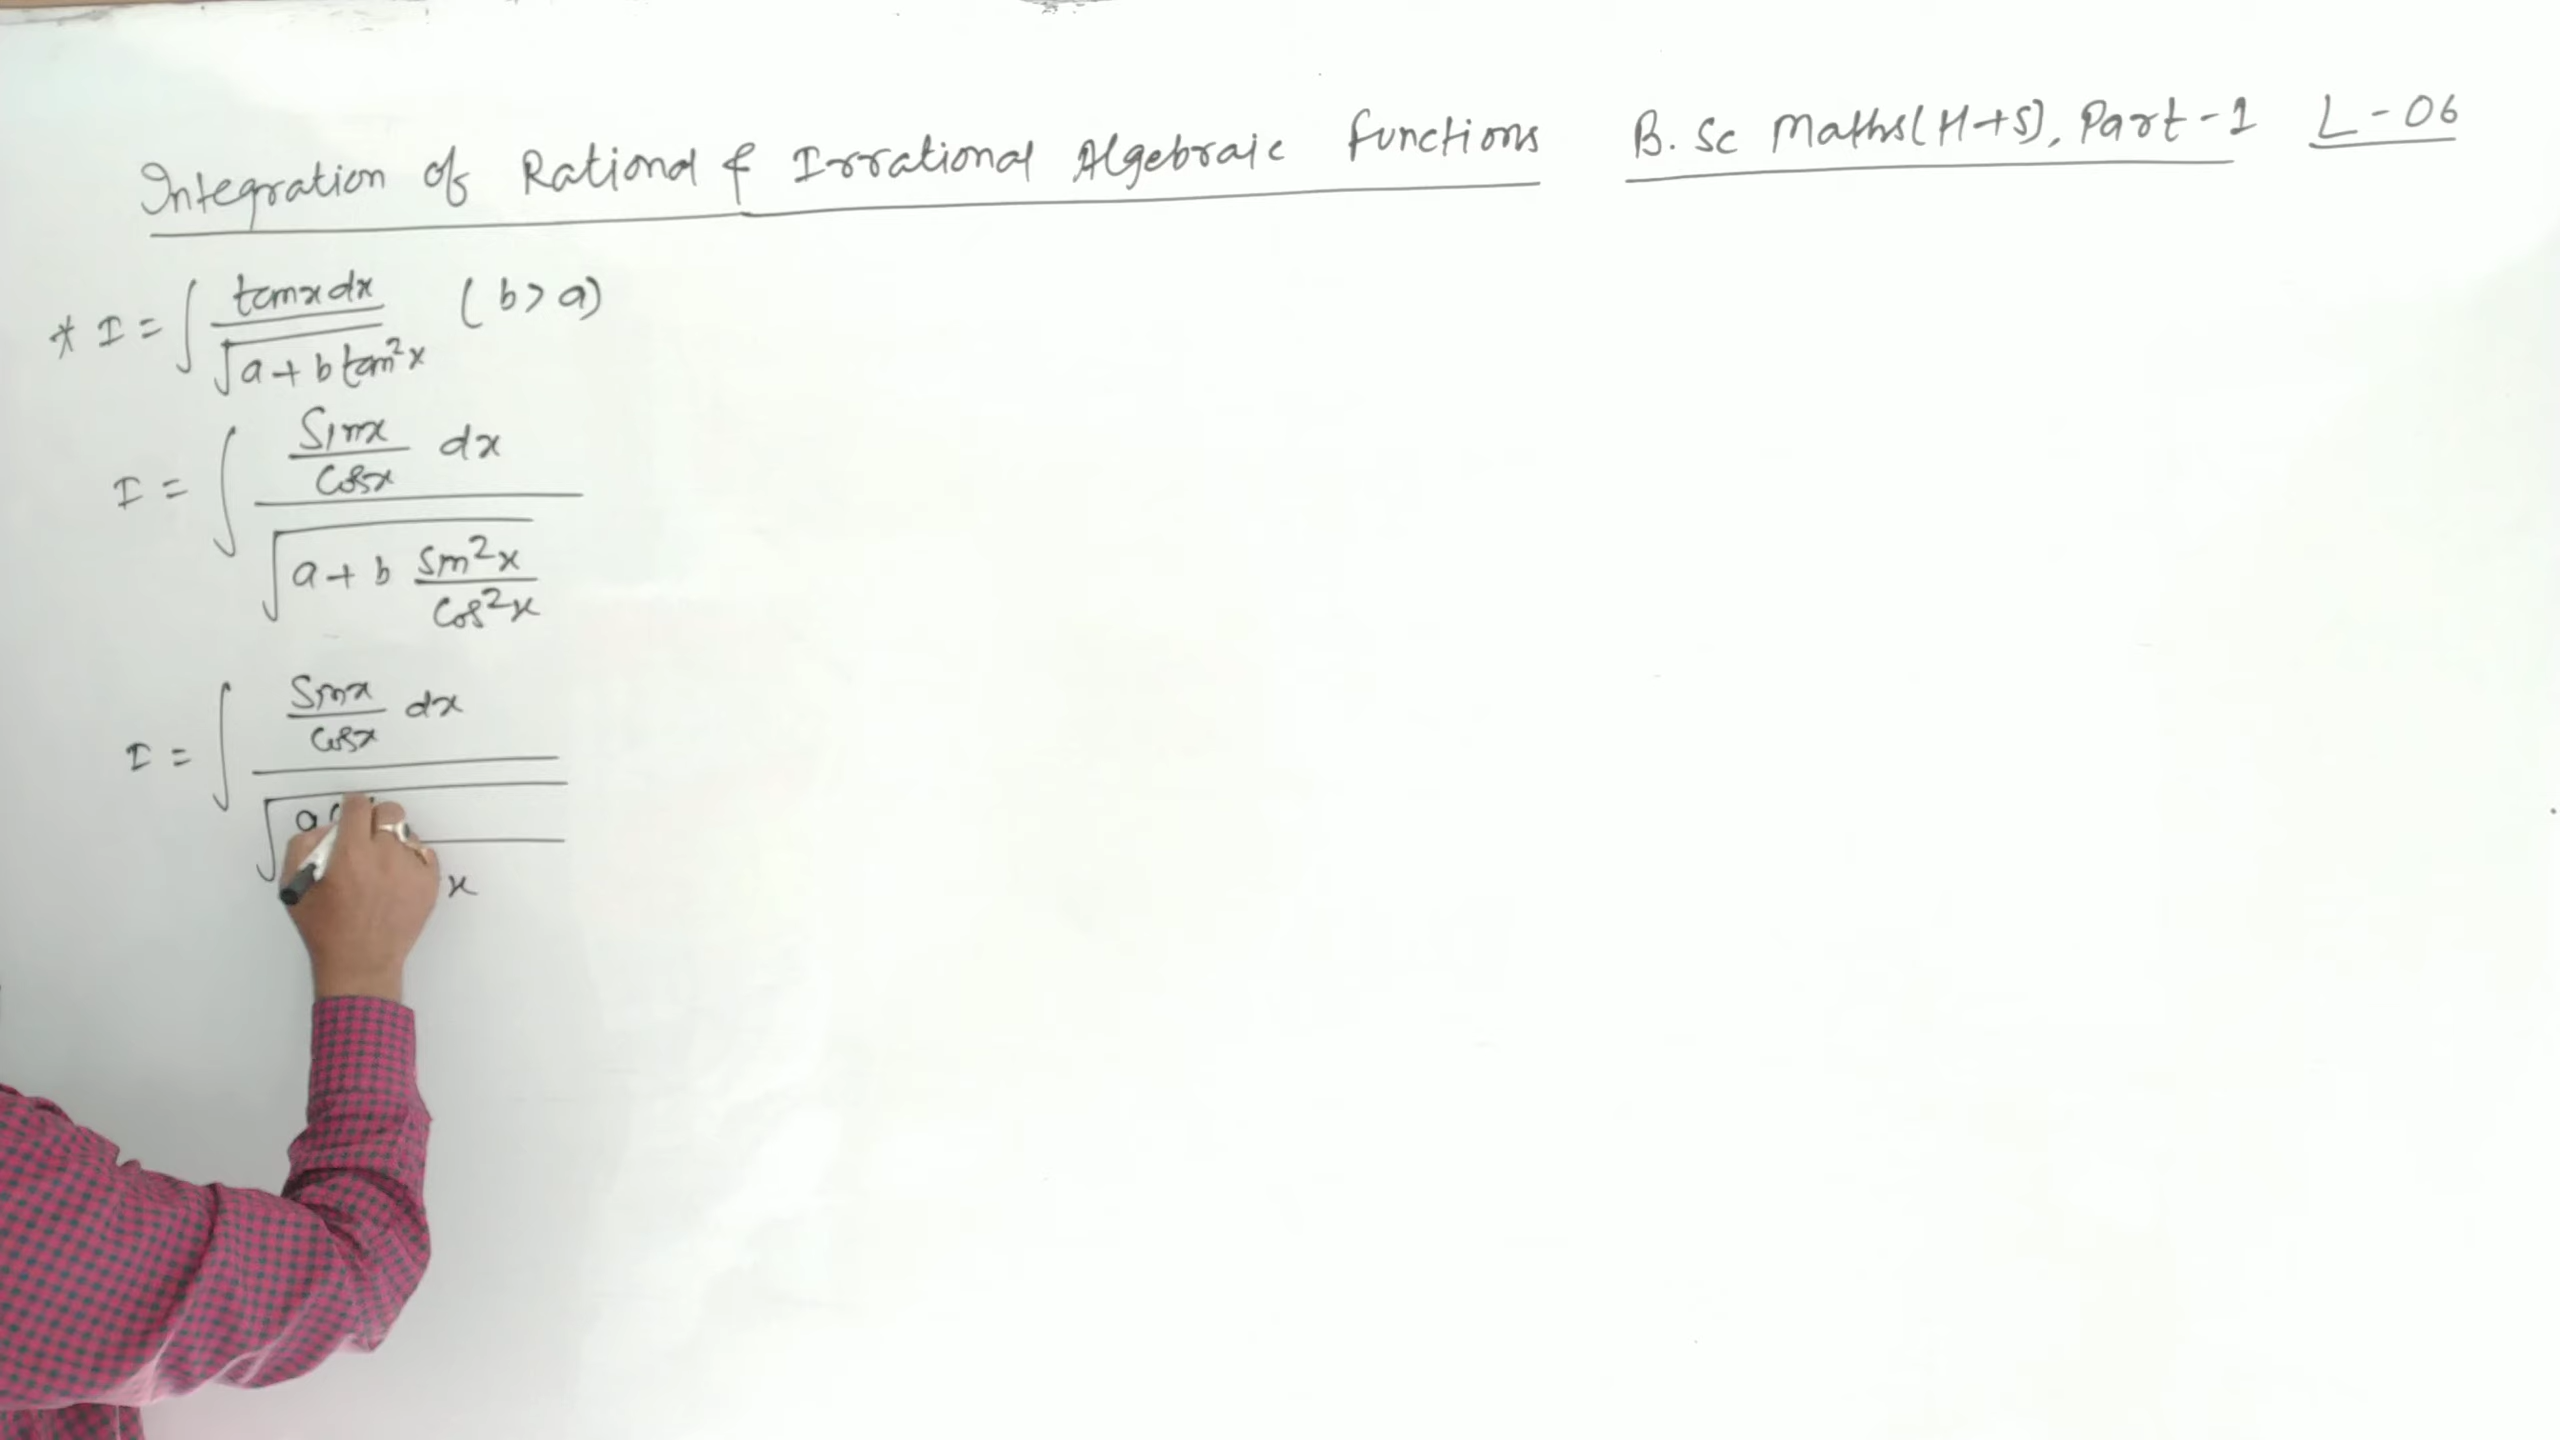 Integration of Rational & Irrational Algebraic Functions B.Sc Maths(H+S), Part-1 L-06
* I = ∫ tanx dx / √(a + b tan²x) (b > a)
I = ∫ (Sinx / Cosx) dx / √(a + b Sin²x / Cos²x)
I = ∫ (Sinx / Cosx) dx / √(a
x